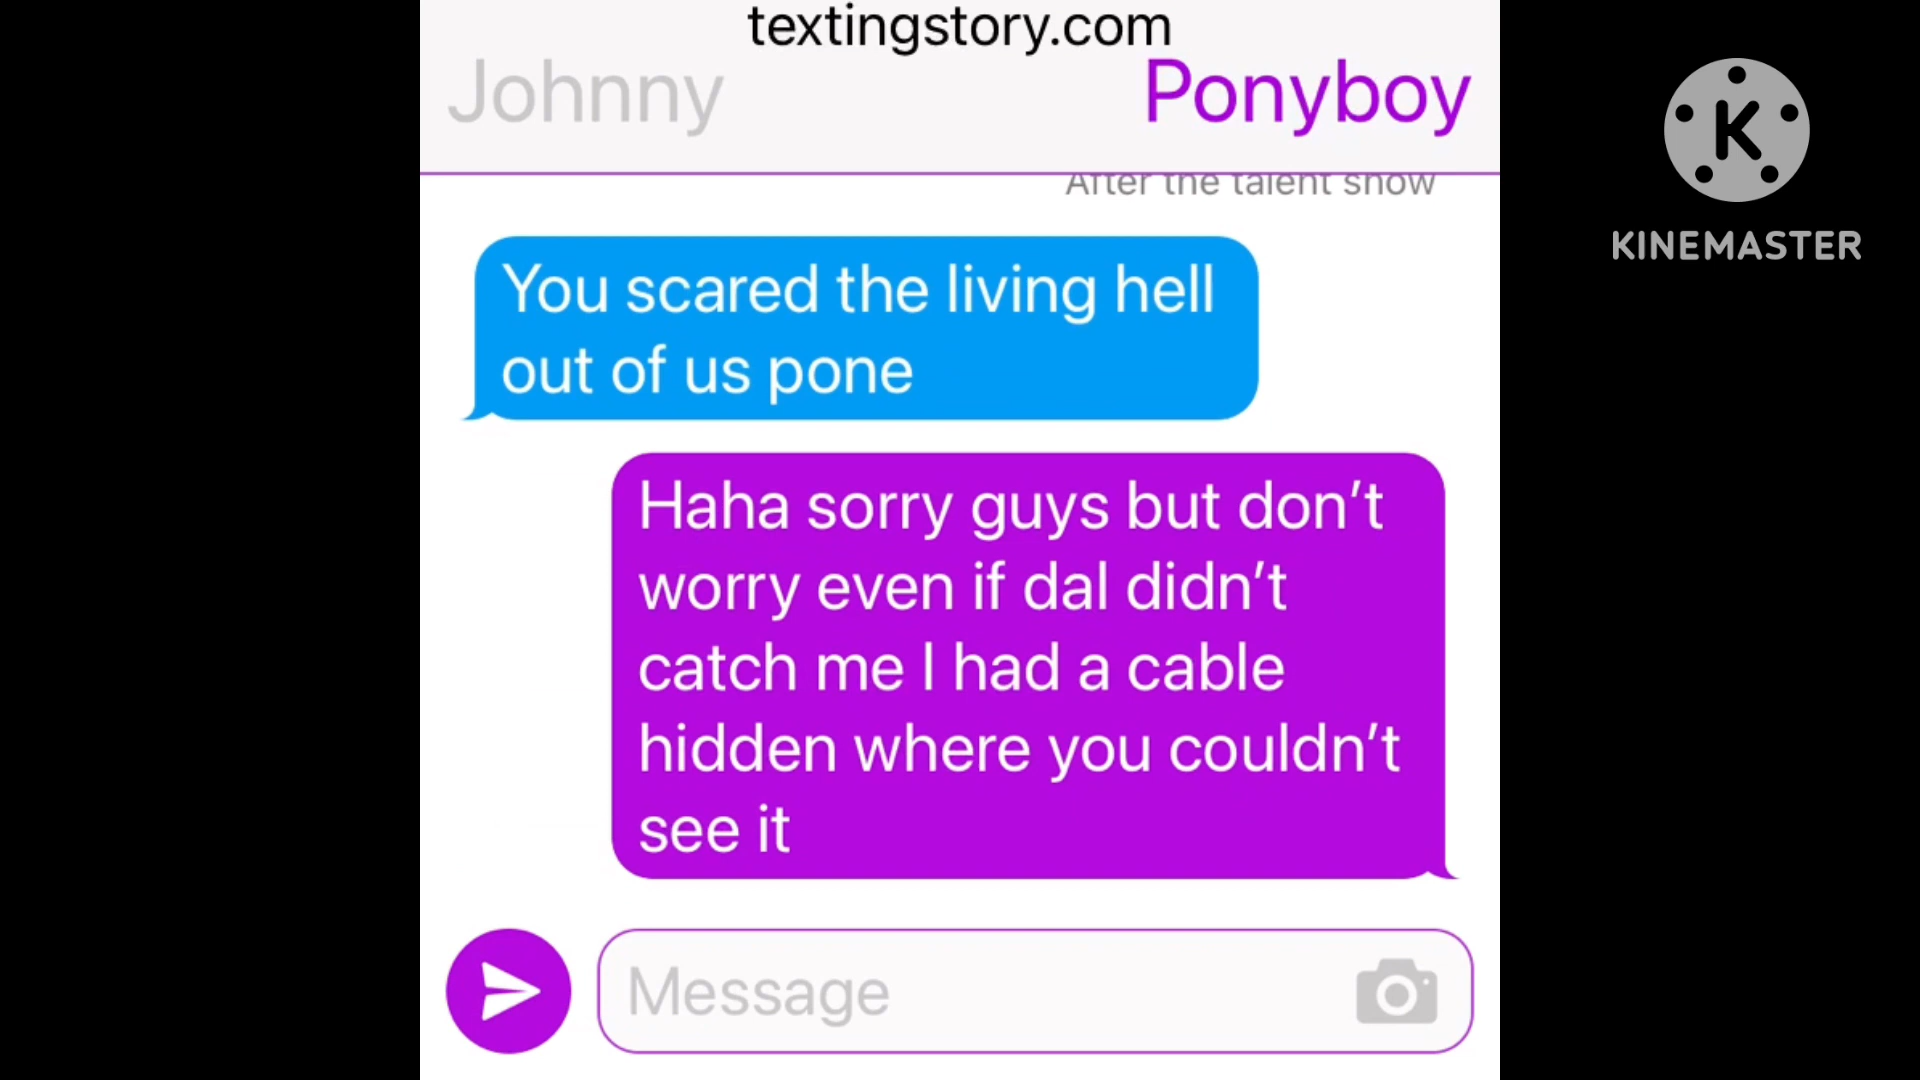 textingstory.com
Johnny
Ponyboy
After the talent show
You scared the living hell
out of us pone
Haha sorry guys but don’t
worry even if dal didn’t
catch me I had a cable
hidden where you couldn’t
see it
Message
K
KINEMASTER